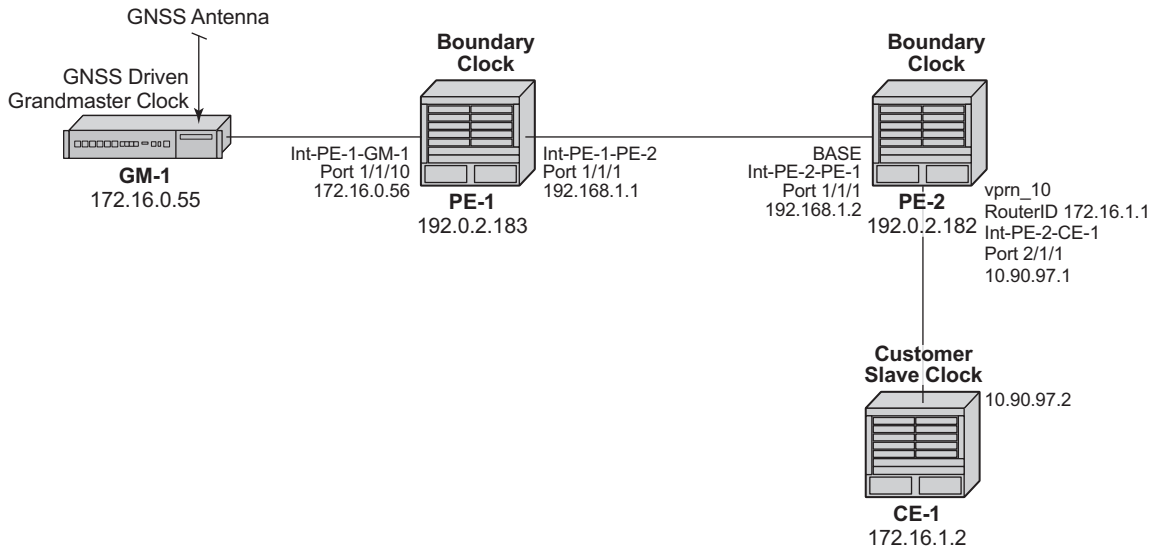 GNSS Antenna
GNSS Driven
Grandmaster Clock
GM-1
172.16.0.55
Int-PE-1-GM-1
Port 1/1/10
172.16.0.56
Boundary
Clock
PE-1
192.0.2.183
Int-PE-1-PE-2
Port 1/1/1
192.168.1.1
BASE
Int-PE-2-PE-1
Port 1/1/1
192.168.1.2
Boundary
Clock
PE-2
192.0.2.182
vprn_10
RouterID 172.16.1.1
Int-PE-2-CE-1
Port 2/1/1
10.90.97.1
Customer
Slave Clock
10.90.97.2
CE-1
172.16.1.2